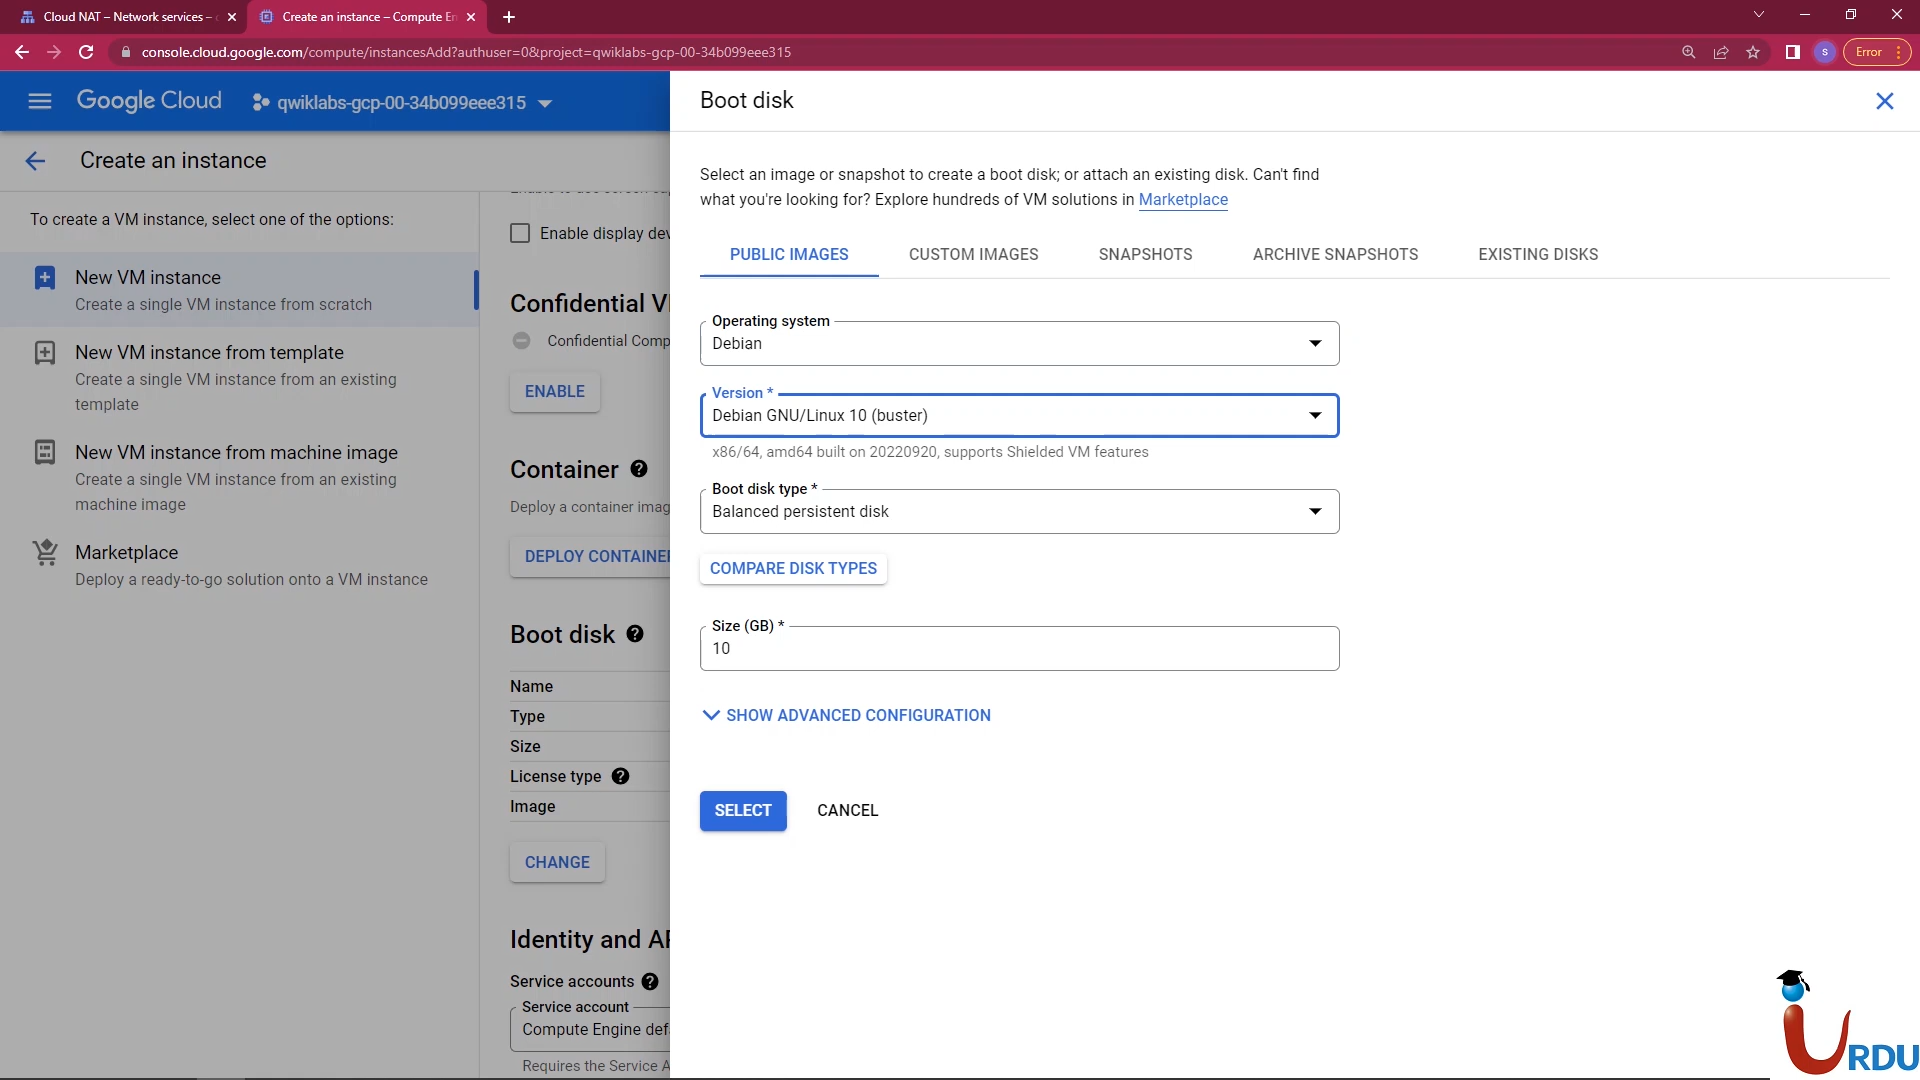 Cloud NAT – Network services –
Create an instance – Compute En
console.cloud.google.com/compute/instancesAdd?authuser=0&project=qwiklabs-gcp-00-34b099eee315
s
Error
Google Cloud
qwiklabs-gcp-00-34b099eee315
Create an instance
To create a VM instance, select one of the options:
New VM instance
Create a single VM instance from scratch
New VM instance from template
Create a single VM instance from an existing
template
New VM instance from machine image
Create a single VM instance from an existing
machine image
Marketplace
Deploy a ready-to-go solution onto a VM instance
Enable display dev
Confidential V
Confidential Comp
ENABLE
Container
Deploy a container imag
DEPLOY CONTAINER
Boot disk
Name
Type
Size
License type
Image
CHANGE
Identity and AP
Service accounts
Service account
Compute Engine defa
Requires the Service A
Boot disk
Select an image or snapshot to create a boot disk; or attach an existing disk. Can't find
what you're looking for? Explore hundreds of VM solutions in Marketplace
PUBLIC IMAGES
CUSTOM IMAGES
SNAPSHOTS
ARCHIVE SNAPSHOTS
EXISTING DISKS
Operating system
Debian
Version *
Debian GNU/Linux 10 (buster)
x86/64, amd64 built on 20220920, supports Shielded VM features
Boot disk type *
Balanced persistent disk
COMPARE DISK TYPES
Size (GB) *
10
SHOW ADVANCED CONFIGURATION
SELECT
CANCEL
iURDU